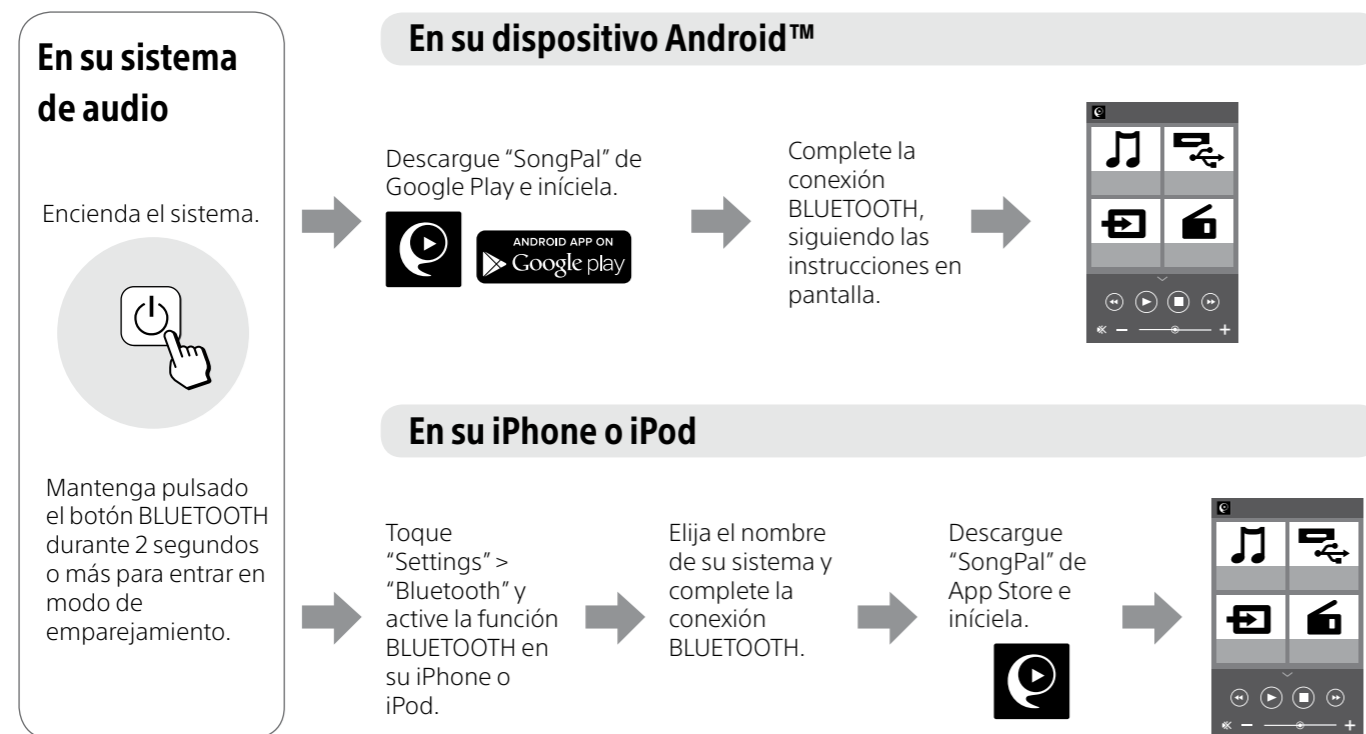 En su sistema
de audio
Encienda el sistema.
Mantenga pulsado
el botón BLUETOOTH
durante 2 segundos
o más para entrar en
modo de
emparejamiento.
En su dispositivo Android™
Descargue “SongPal” de
Google Play e iníciela.
ANDROID APP ON
Google play
Complete la
conexión
BLUETOOTH,
siguiendo las
instrucciones en
pantalla.
En su iPhone o iPod
Toque
“Settings” >
“Bluetooth” y
active la función
BLUETOOTH en
su iPhone o
iPod.
Elija el nombre
de su sistema y
complete la
conexión
BLUETOOTH.
Descargue
“SongPal” de
App Store e
iníciela.